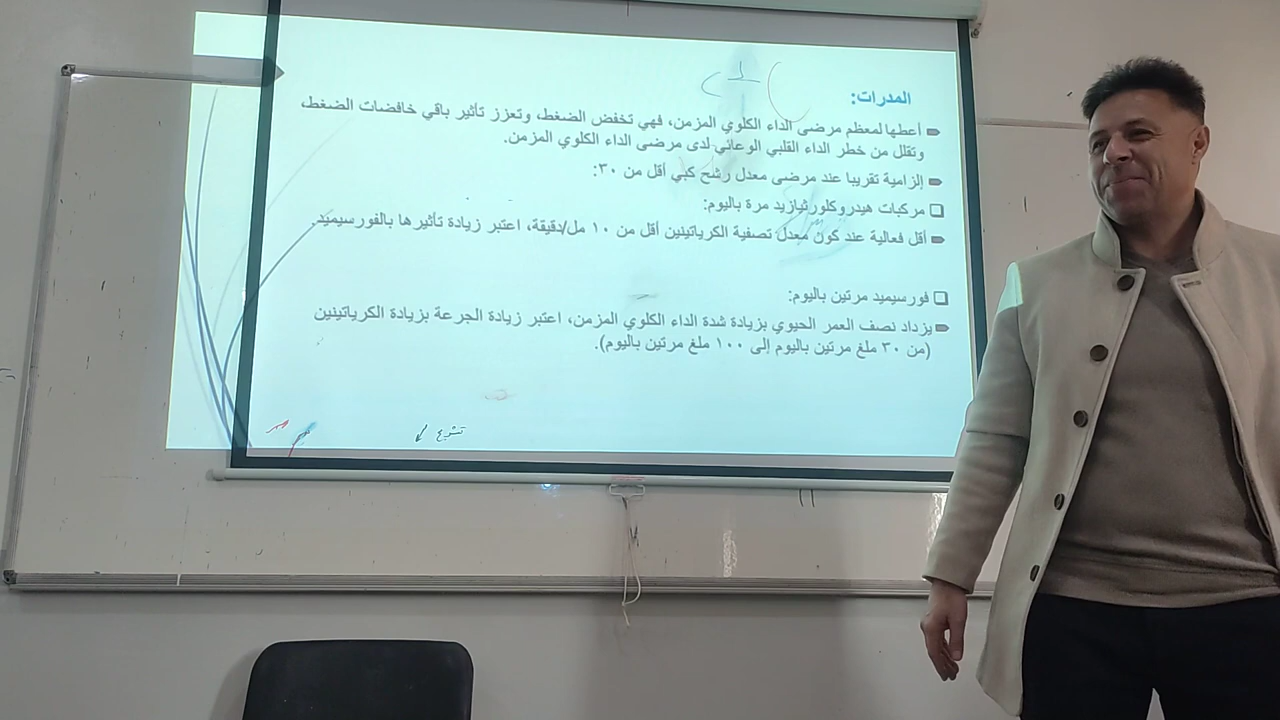 المدرات:
أعطها لمعظم مرضى الداء الكلوي المزمن، فهي تخفض الضغط، وتعزز تأثير باقي خافضات الضغط،
وتقلل من خطر الداء القلبي الوعائي لدى مرضى الداء الكلوي المزمن.
إلزامية تقريبا عند مرضى معدل رشح كبي أقل من ٣٠:
مركبات هيدروكلورثيازيد مرة باليوم:
أقل فعالية عند كون معدل تصفية الكرياتينين أقل من ١٠ مل/دقيقة، اعتبر زيادة تأثيرها بالفورسيميد.
فورسيميد مرتين باليوم:
يزداد نصف العمر الحيوي بزيادة شدة الداء الكلوي المزمن، اعتبر زيادة الجرعة بزيادة الكرياتينين
(من ٣٠ ملغ مرتين باليوم إلى ١٠٠ ملغ مرتين باليوم).
تشريح